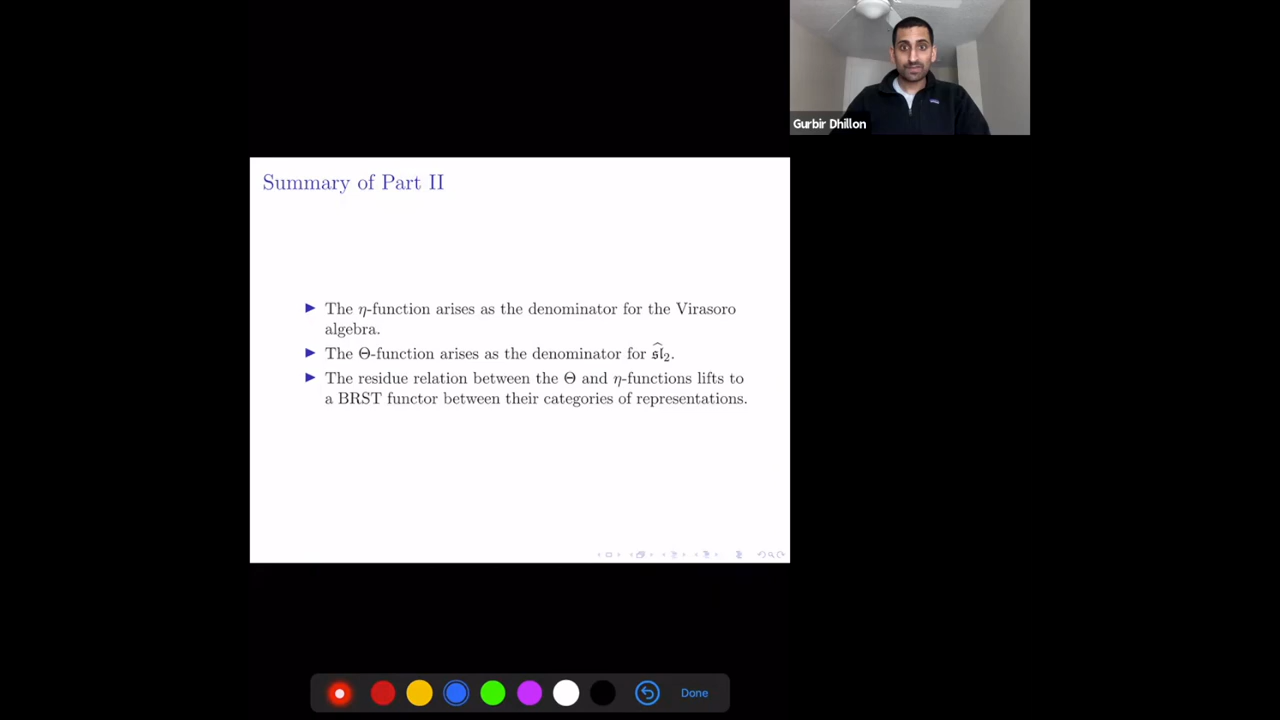 Gurbir Dhillon
Summary of Part II
▶ The η-function arises as the denominator for the Virasoro
algebra.
▶ The Θ-function arises as the denominator for $\widehat{\mathfrak{sl}}_2$.
▶ The residue relation between the Θ and η-functions lifts to
a BRST functor between their categories of representations.
Done